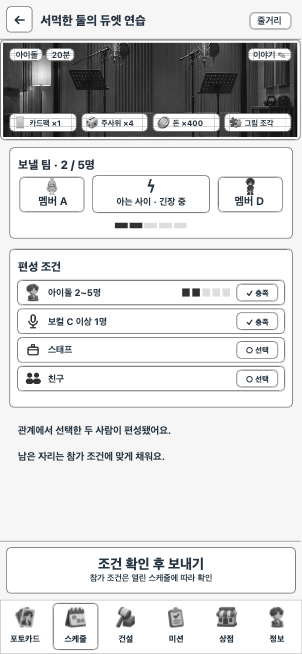 서먹한 둘의 듀엣 연습
줄거리
아이돌
20분
이야기
카드팩 ×1
주사위 ×4
돈 ×400
그림 조각
보낼 팀 · 2 / 5명
멤버 A
아는 사이 · 긴장 중
멤버 D
편성 조건
아이돌 2~5명
충족
보컬 C 이상 1명
충족
스태프
선택
친구
선택
관계에서 선택한 두 사람이 편성됐어요.
남은 자리는 참가 조건에 맞게 채워요.
조건 확인 후 보내기
참가 조건은 열린 스케줄에 따라 확인
포토카드
스케줄
건설
미션
상점
정보